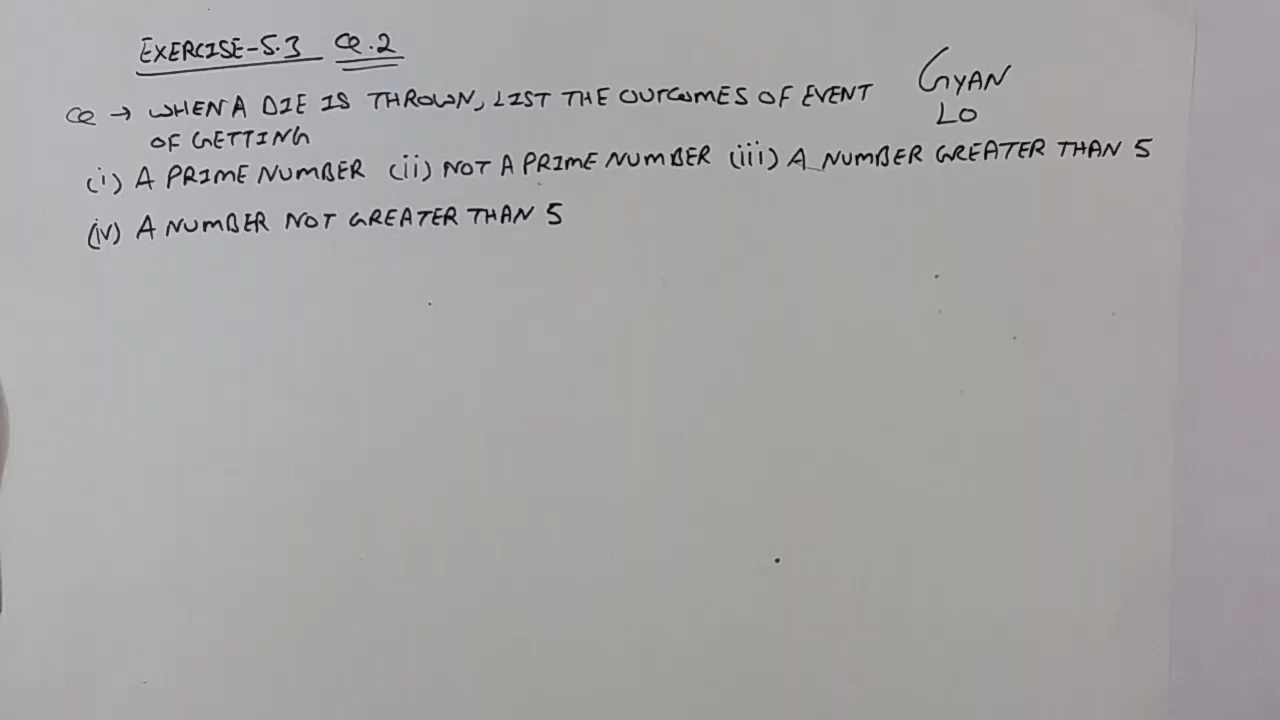 EXERCISE-5.3 Q.2
GYAN
LO
Q → WHEN A DIE IS THROWN, LIST THE OUTCOMES OF EVENT
OF GETTING
(i) A PRIME NUMBER (ii) NOT A PRIME NUMBER (iii) A NUMBER GREATER THAN 5
(iv) A NUMBER NOT GREATER THAN 5